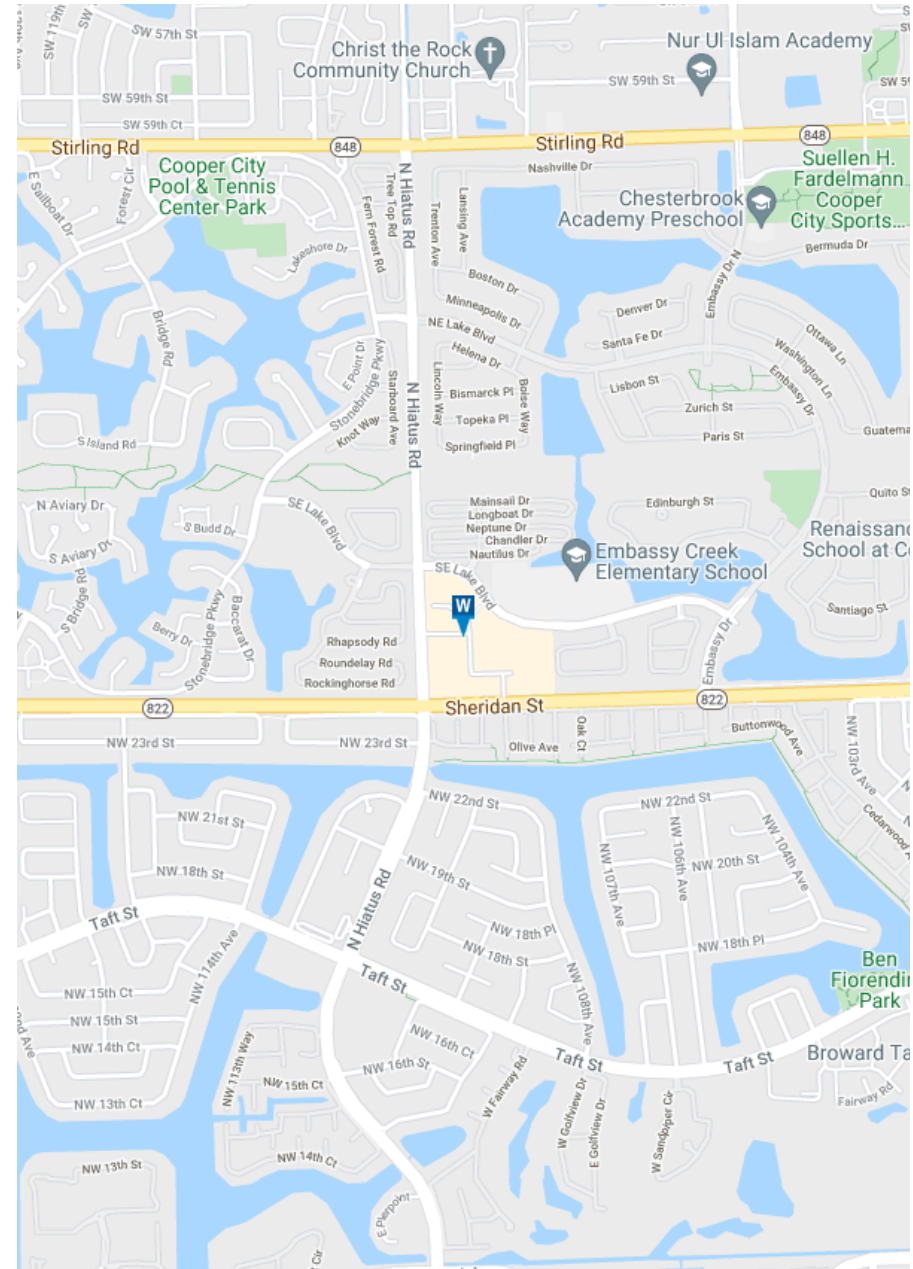 SW 57th St
SW 119th
Christ the Rock
Community Church
Nur Ul Islam Academy
SW 59th St
SW 59th St
SW 59th Ct
Stirling Rd
848
Stirling Rd
848
Cooper City
Pool & Tennis
Center Park
Nashville Dr
Suellen H.
Fardelmann
Cooper
City Sports...
Chesterbrook
Academy Preschool
E Sailboat Dr
Forest Cir
N Hiatus Rd
Tree Top Rd
Fern Forest Rd
Trenton Ave
Lansing Ave
Lakeshore Dr
Bermuda Dr
Embassy Dr N
Boston Dr
Minneapolis Dr
NE Lake Blvd
Helena Dr
Denver Dr
Santa Fe Dr
Ottawa Ln
Washington Ln
Embassy Dr
Bridge Rd
E Point Dr
Stonebridge Pkwy
Starboard Ave
Knot Way
N Hiatus Rd
Lincoln Way
Bismarck Pl
Boise Way
Topeka Pl
Springfield Pl
Lisbon St
Zurich St
Paris St
Guatema
S Island Rd
N Aviary Dr
S Aviary Dr
S Budd Dr
SE Lake Blvd
Mainsail Dr
Longboat Dr
Neptune Dr
Chandler Dr
Nautilus Dr
Edinburgh St
Quito S
Renaissanc
School at C
Embassy Creek
Elementary School
SE Lake Blvd
W
S Bridge Rd
Berry Dr
Beccarat Dr
Stonebridge Pkwy
Rhapsody Rd
Roundelay Rd
Rockinghorse Rd
Santiago St
Embassy Dr
822
Sheridan St
822
NW 23rd St
NW 23rd St
Olive Ave
Oak Ct
Buttonwood Ave
NW 103rd Ave
Cedarwood
NW 21st St
NW 18th St
NW 22nd St
NW 22nd St
NW 19th St
NW 107th Ave
NW 106th Ave
NW 20th St
NW 104th Ave
Taft St
N Hiatus Rd
NW 114th Ave
NW 18th Pl
NW 18th St
NW 18th Pl
NW 108th Ave
Ben
Fiorendin
Park
Taft St
NW 15th Ct
NW 15th St
NW 14th Ct
NW 13th Ct
NW 113th Way
NW 15th Ct
NW 14th Ct
NW 16th Ct
NW 16th St
Taft St
Taft St
Broward Ta
Fairway Rd
W Fairway Rd
W Golfview Dr
E Golfview Dr
W Sandpiper Cir
NW 13th St
E Pierpoint
Cir